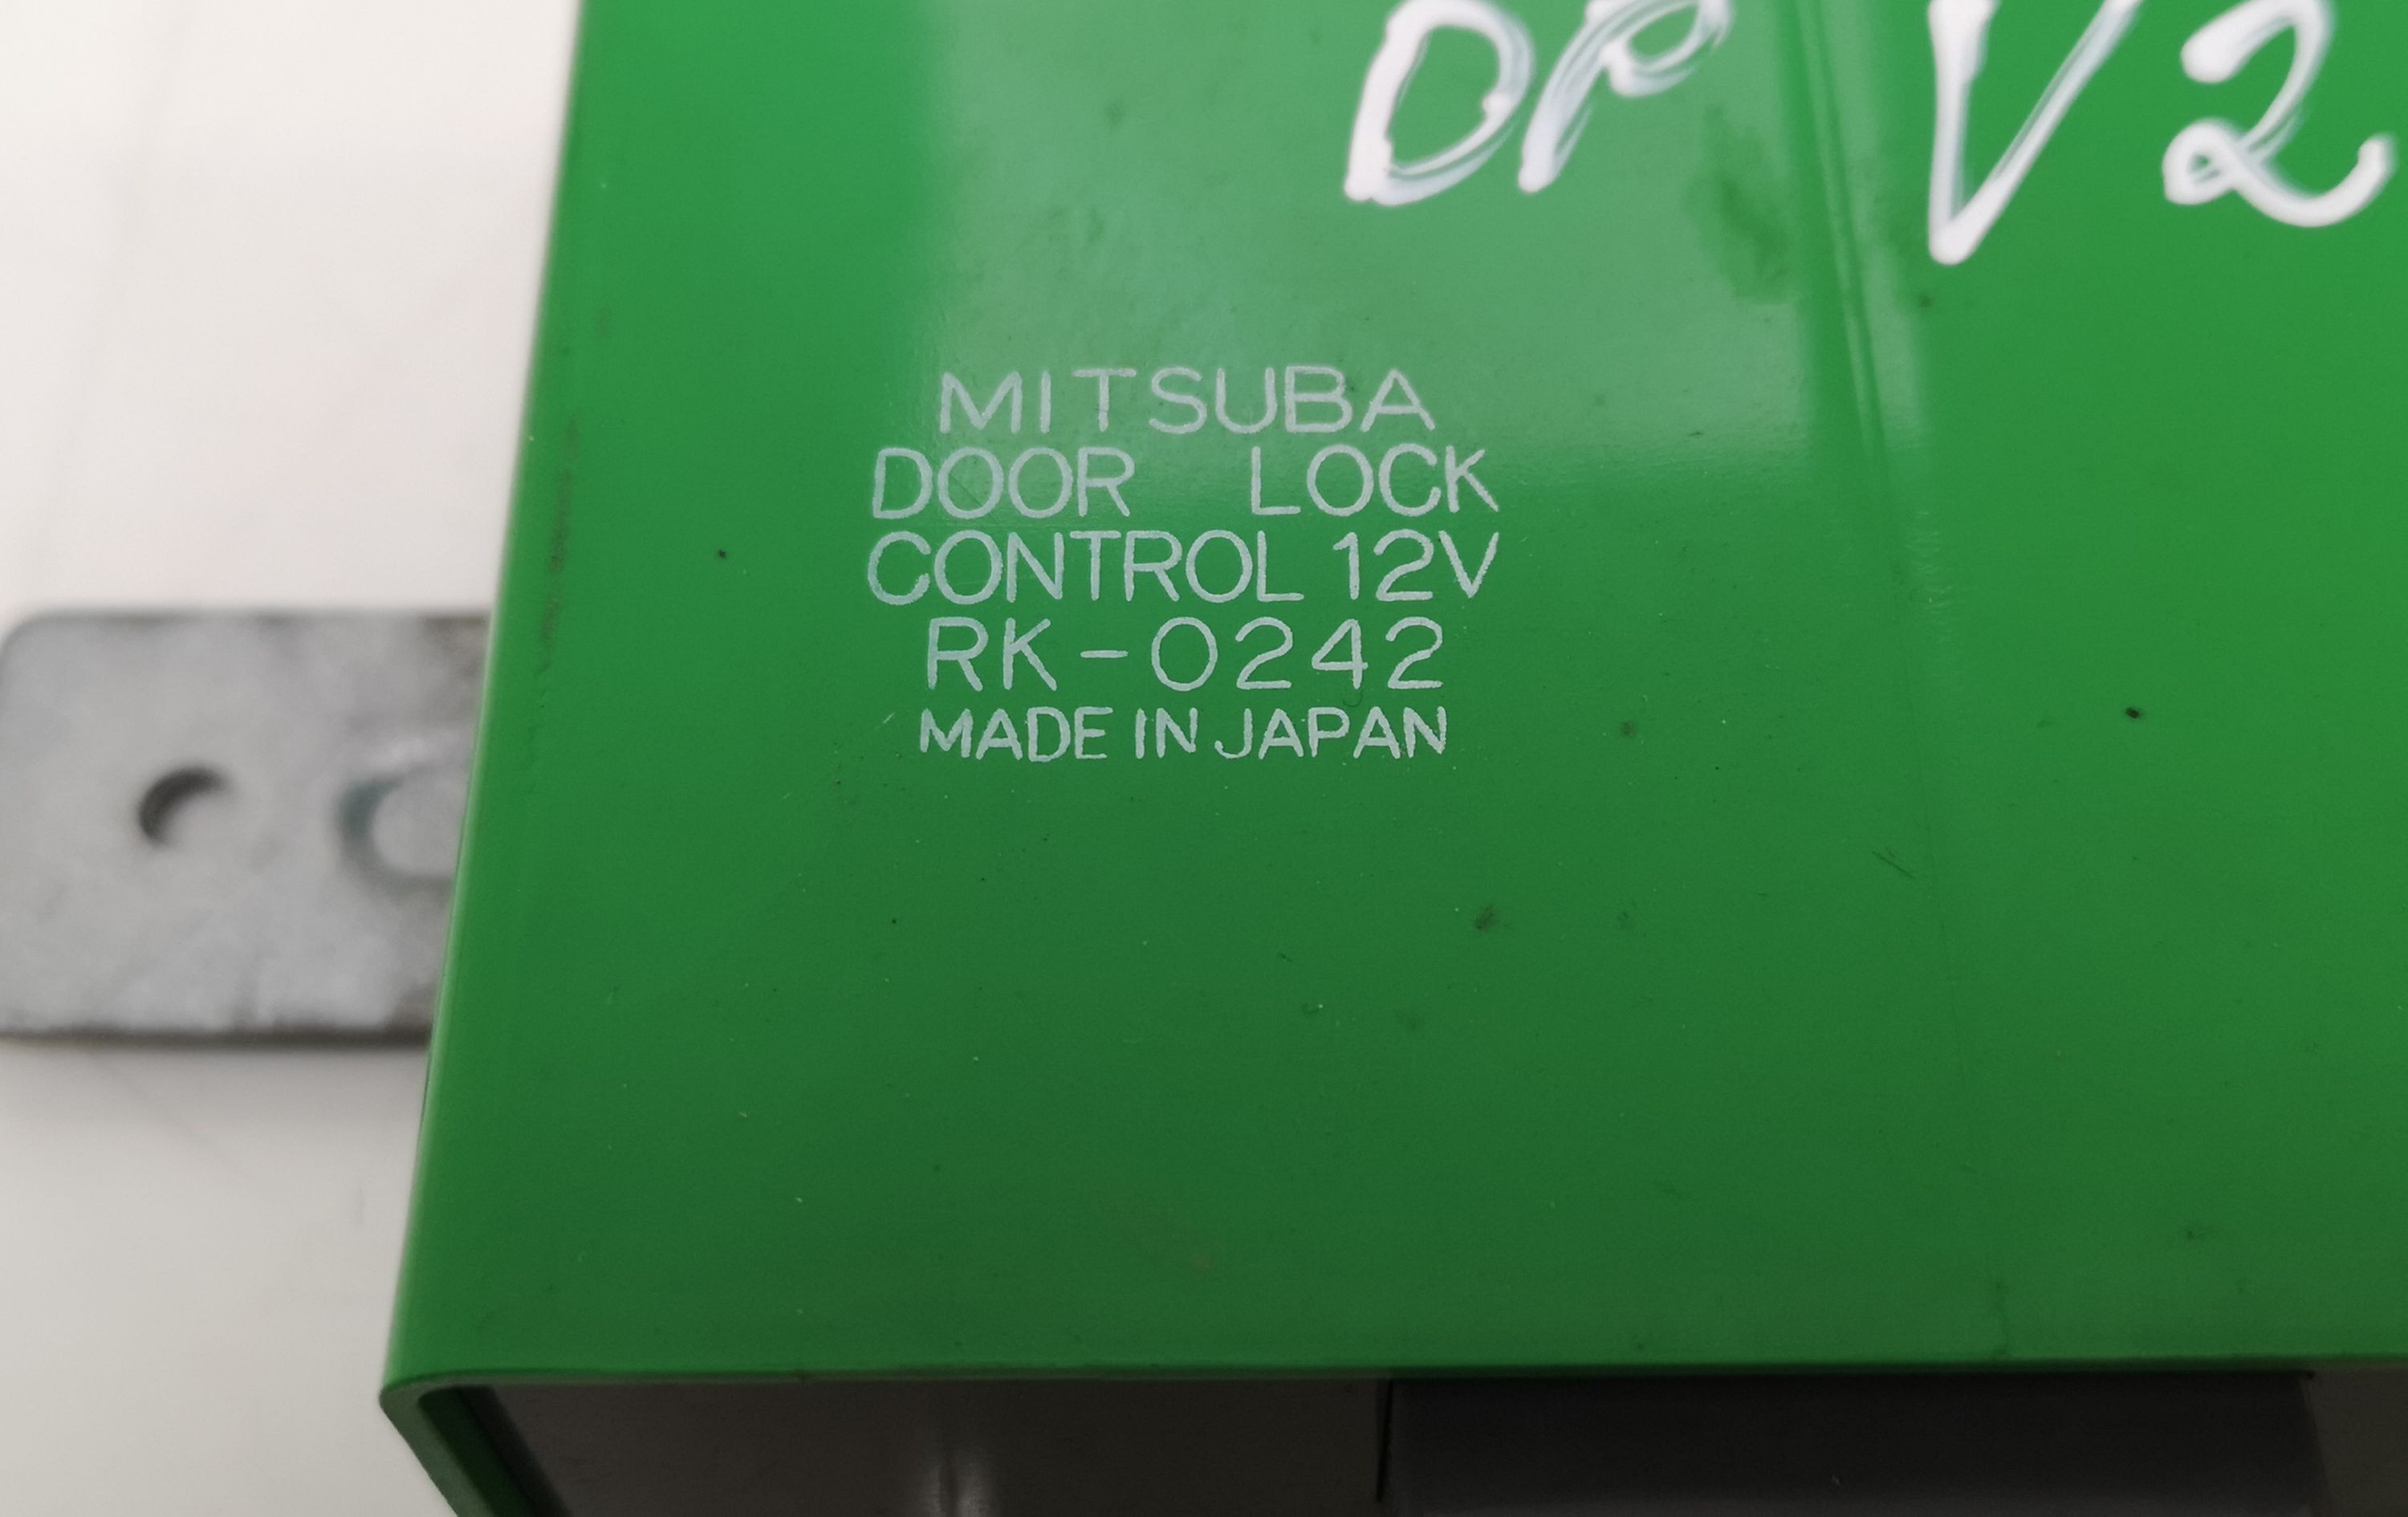 DP V2
MITSUBA
DOOR LOCK
CONTROL 12V
RK-0242
MADE IN JAPAN